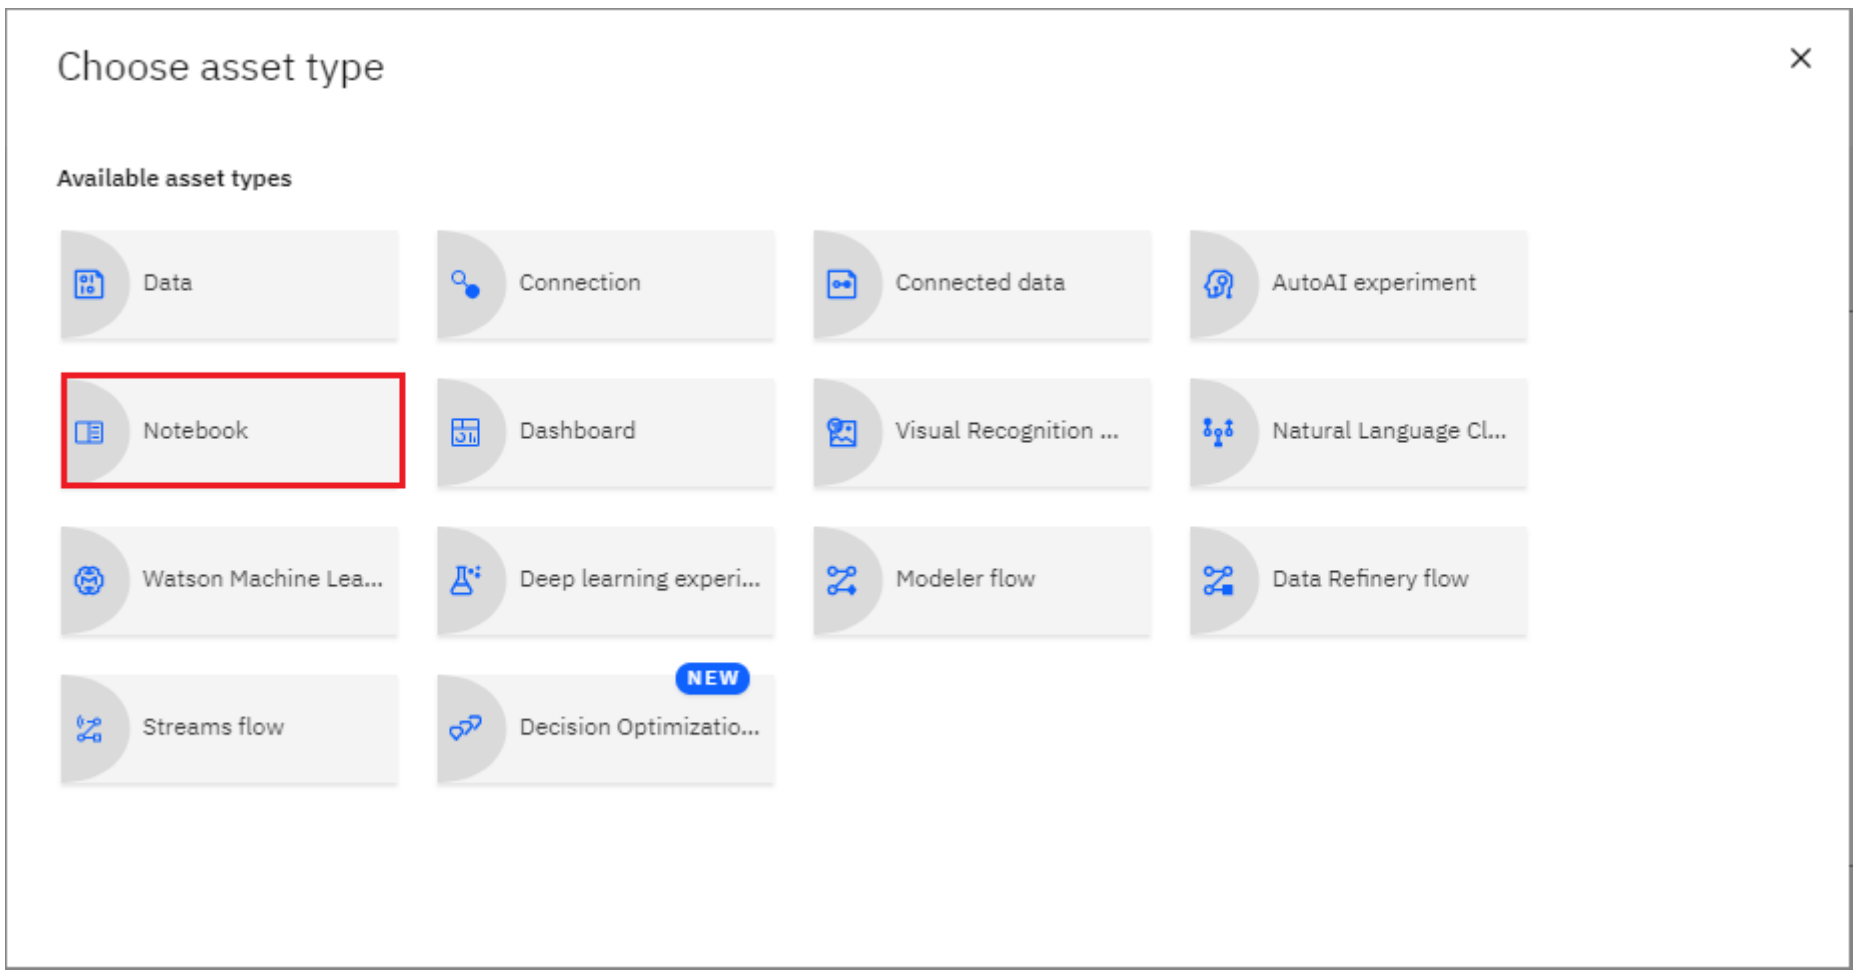 Choose asset type
Available asset types
Data
Connection
Connected data
AutoAI experiment
Notebook
Dashboard
Visual Recognition ...
Natural Language Cl...
Watson Machine Lea...
Deep learning experi...
Modeler flow
Data Refinery flow
Streams flow
NEW
Decision Optimizatio...